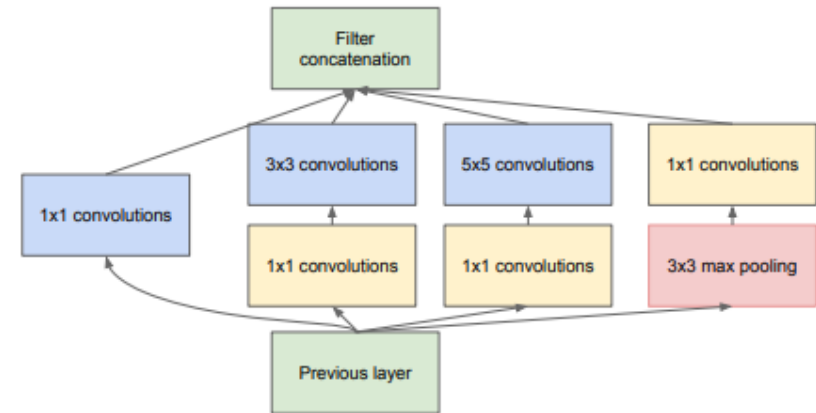 Filter
concatenation
3x3 convolutions
5x5 convolutions
1x1 convolutions
1x1 convolutions
1x1 convolutions
1x1 convolutions
3x3 max pooling
Previous layer